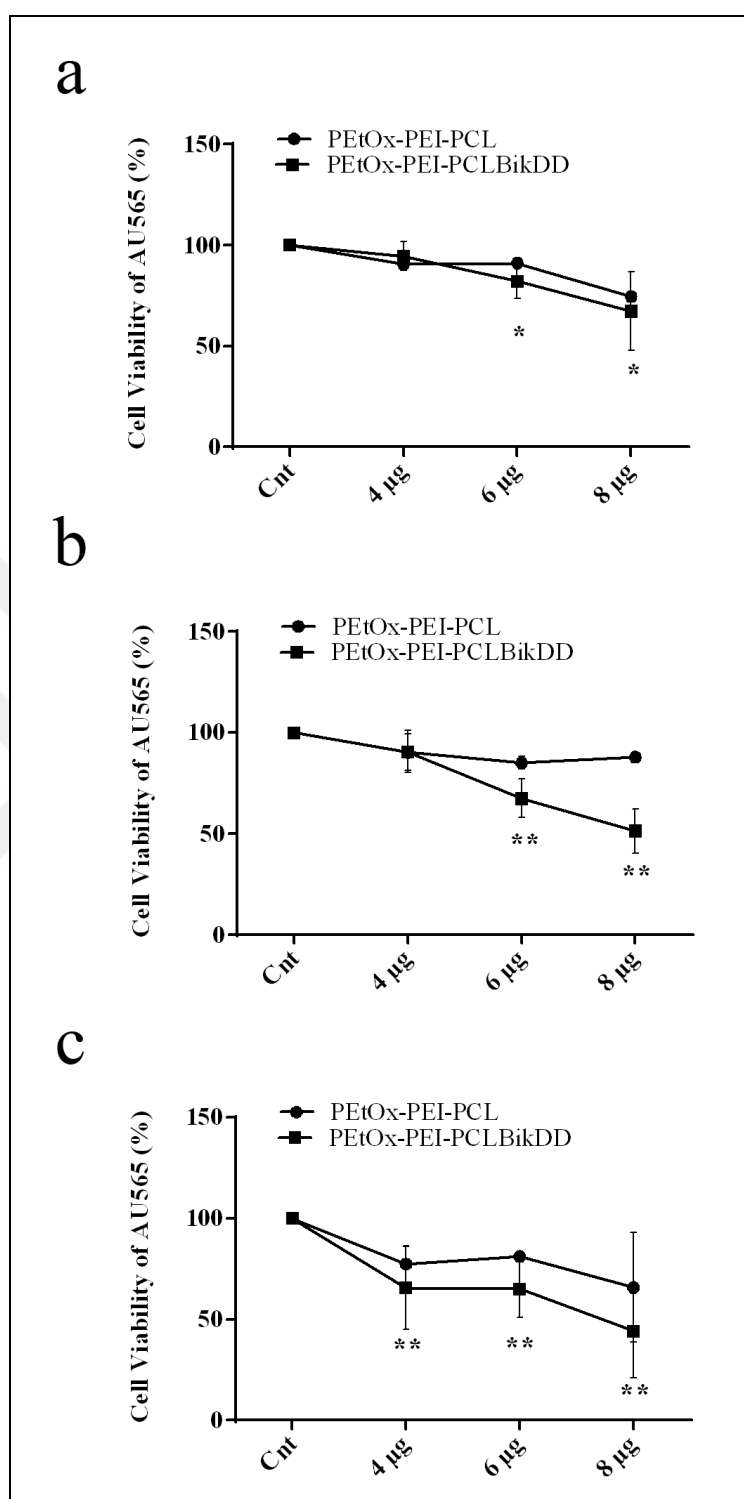 a
150
100
50
0
Cell Viability of AU565 (%)
PEtOx-PEI-PCL
PEtOx-PEI-PCLBikDD
*
*
Cnt
4 µg
6 µg
8 µg
b
150
100
50
0
Cell Viability of AU565 (%)
PEtOx-PEI-PCL
PEtOx-PEI-PCLBikDD
**
**
Cnt
4 µg
6 µg
8 µg
c
150
100
50
0
Cell Viability of AU565 (%)
PEtOx-PEI-PCL
PEtOx-PEI-PCLBikDD
**
**
**
Cnt
4 µg
6 µg
8 µg